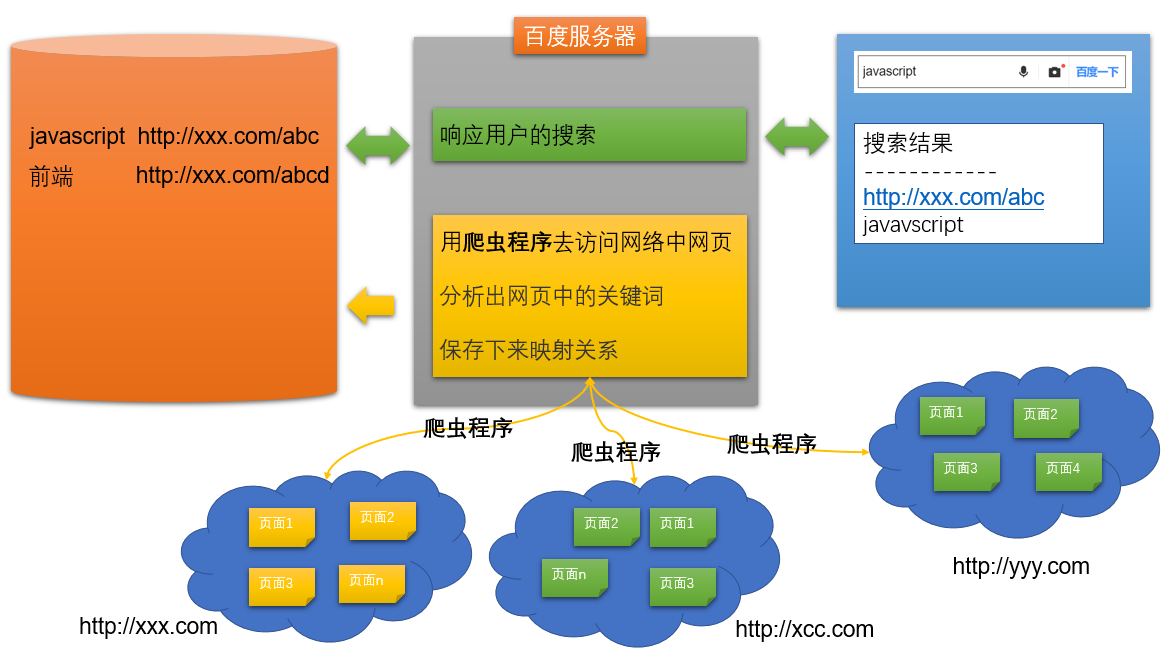 百度服务器
javascript http://xxx.com/abc
前端 http://xxx.com/abcd
响应用户的搜索
用爬虫程序去访问网络中网页
分析出网页中的关键词
保存下来映射关系
javascript 百度一下
搜索结果
------------
http://xxx.com/abc
javavscript
爬虫程序
爬虫程序
爬虫程序
页面1
页面2
页面3
页面n
http://xxx.com
页面2
页面1
页面n
页面3
http://xcc.com
页面1
页面2
页面3
页面4
http://yyy.com